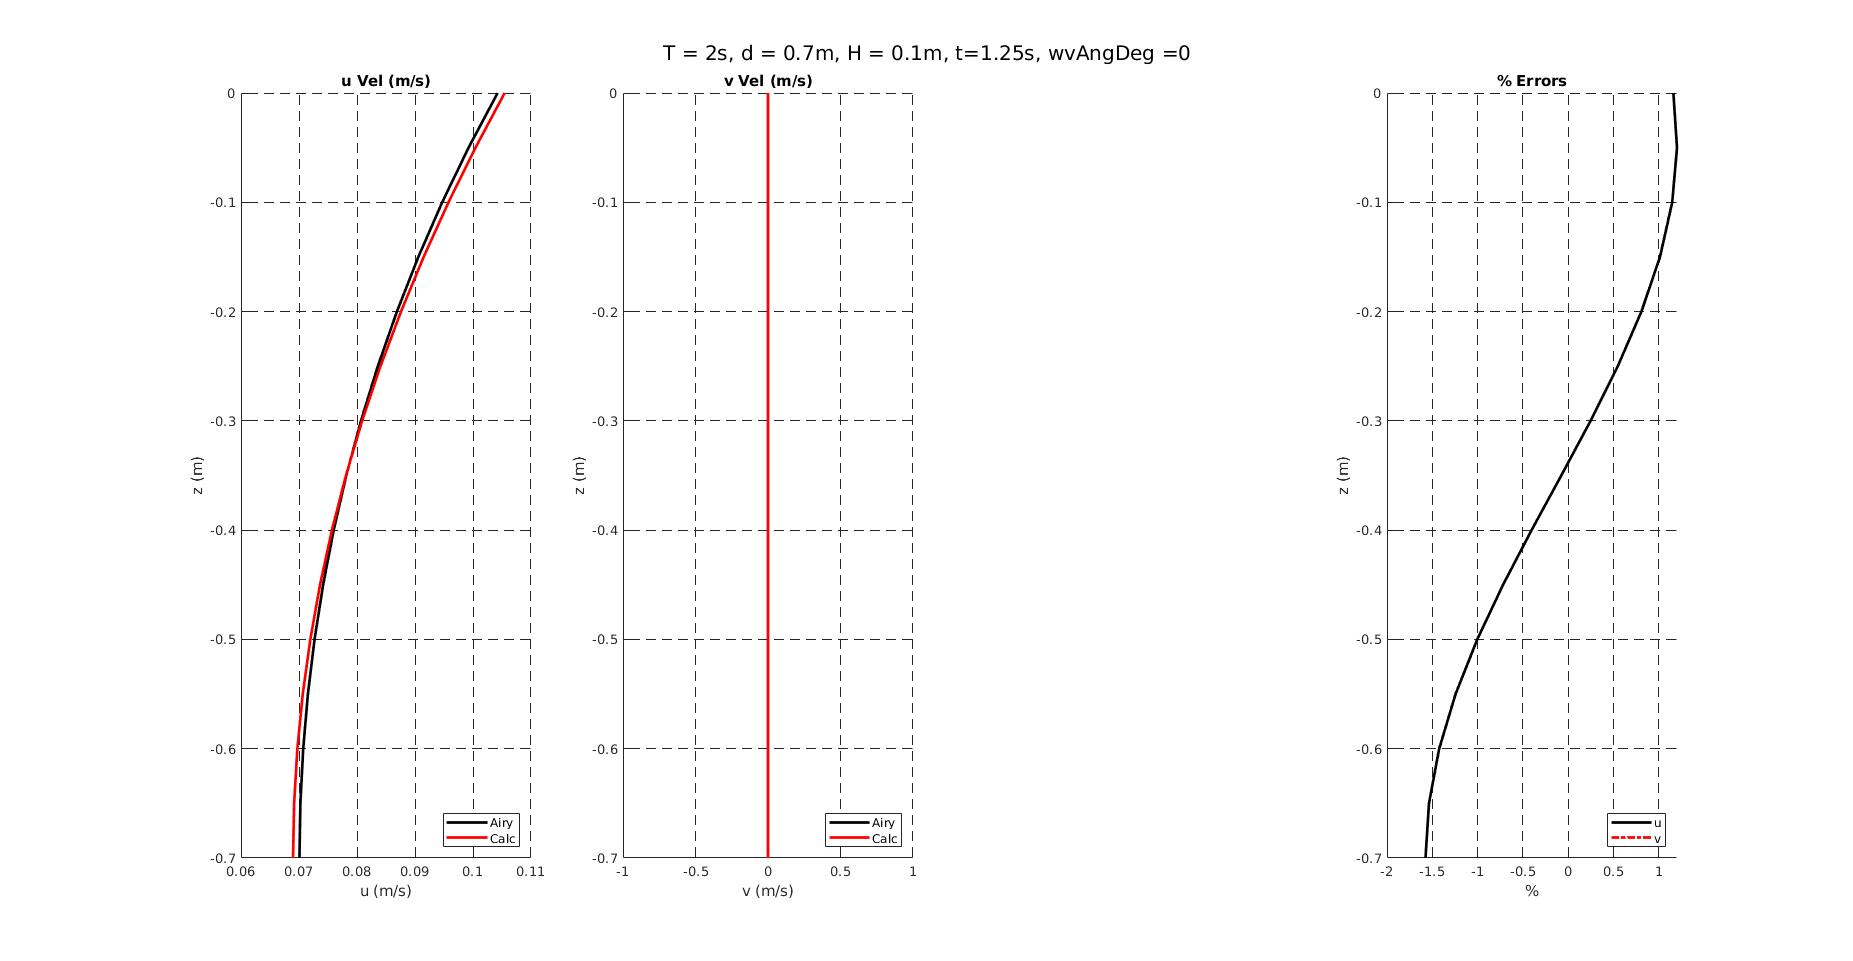 T = 2s, d = 0.7m, H = 0.1m, t=1.25s, wvAngDeg =0
u Vel (m/s)
0
-0.1
-0.2
-0.3
-0.4
-0.5
-0.6
-0.7
z (m)
0.06 0.07 0.08 0.09 0.1 0.11
u (m/s)
Airy
Calc
v Vel (m/s)
0
-0.1
-0.2
-0.3
-0.4
-0.5
-0.6
-0.7
z (m)
-1 -0.5 0 0.5 1
v (m/s)
Airy
Calc
% Errors
0
-0.1
-0.2
-0.3
-0.4
-0.5
-0.6
-0.7
z (m)
-2 -1.5 -1 -0.5 0 0.5 1
%
u
v